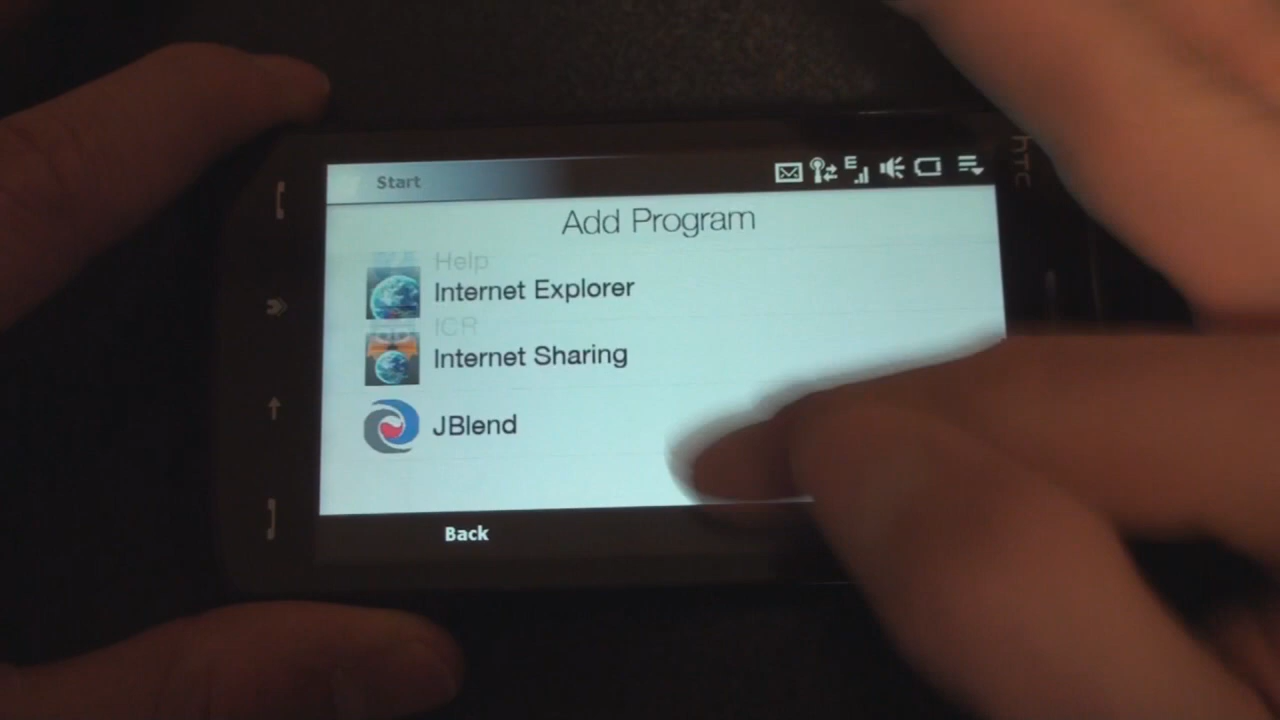 Start
E
Add Program
Help
Internet Explorer
ICR
Internet Sharing
JBlend
Back
hTC